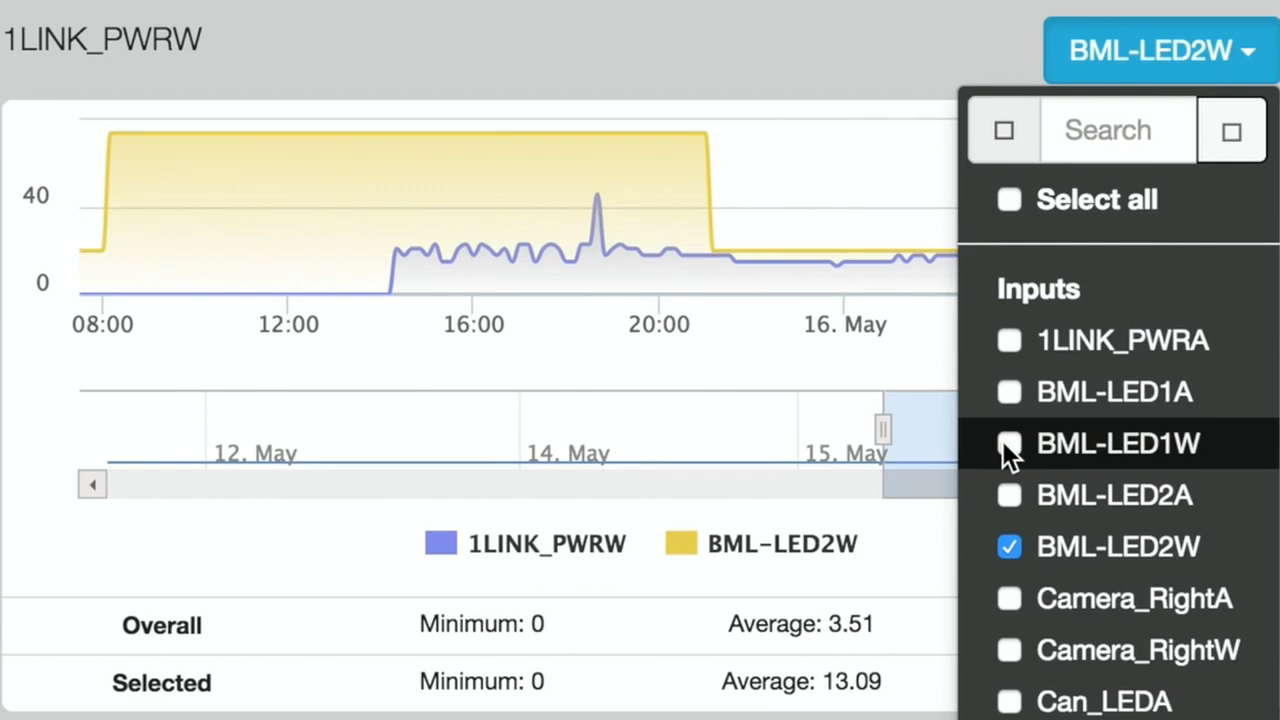 1LINK_PWRW
BML-LED2W
Search
Select all
Inputs
1LINK_PWRA
BML-LED1A
BML-LED1W
BML-LED2A
BML-LED2W
Camera_RightA
Camera_RightW
Can_LEDA
40
0
08:00 12:00 16:00 20:00 16. May
12. May 14. May 15. May
1LINK_PWRW BML-LED2W
Overall Minimum: 0 Average: 3.51
Selected Minimum: 0 Average: 13.09